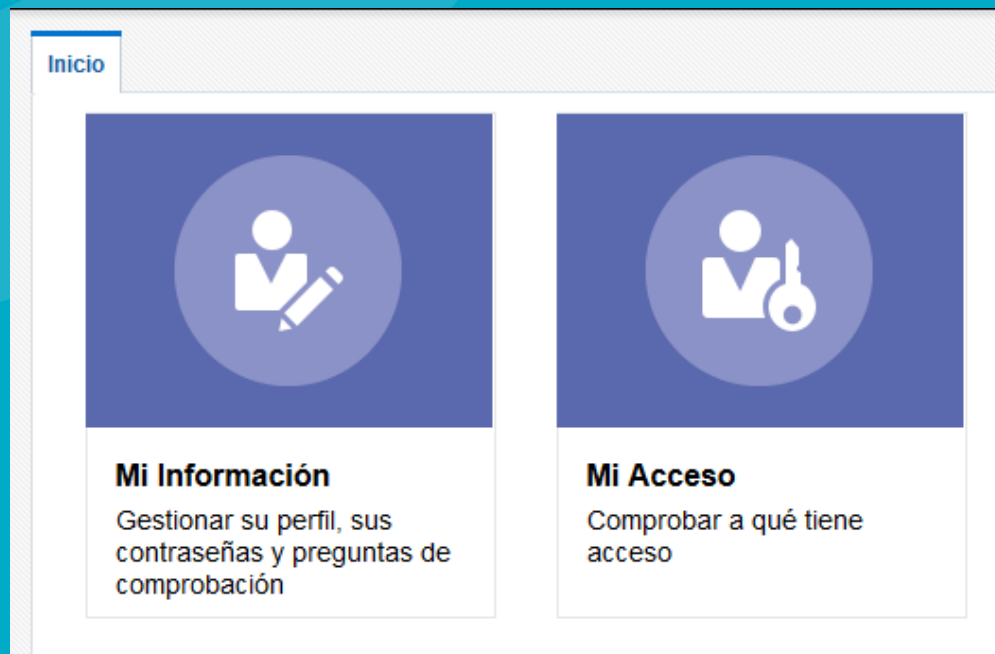 Inicio
Mi Información
Gestionar su perfil, sus
contraseñas y preguntas de
comprobación
Mi Acceso
Comprobar a qué tiene
acceso